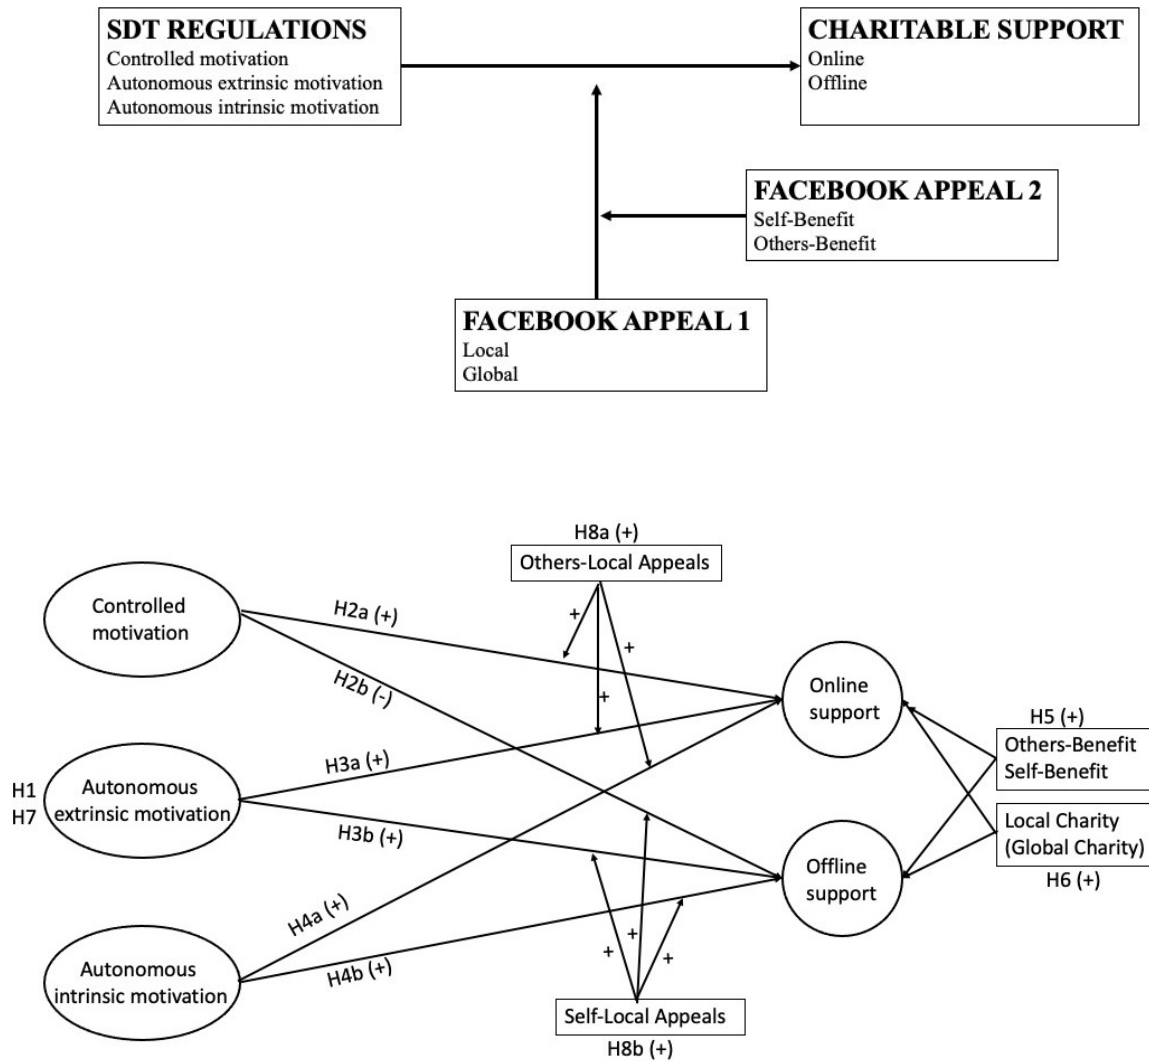 SDT REGULATIONS
Controlled motivation
Autonomous extrinsic motivation
Autonomous intrinsic motivation
CHARITABLE SUPPORT
Online
Offline
FACEBOOK APPEAL 2
Self-Benefit
Others-Benefit
FACEBOOK APPEAL 1
Local
Global
H8a (+)
Others-Local Appeals
Controlled
motivation
H2a (+)
+
+
+
H2b (-)
Online
support
H5 (+)
Others-Benefit
Self-Benefit
H1
H7
Autonomous
extrinsic motivation
H3a (+)
H3b (+)
Local Charity
(Global Charity)
H6 (+)
Offline
support
H4a (+)
H4b (+)
Autonomous
intrinsic motivation
+
+
+
Self-Local Appeals
H8b (+)